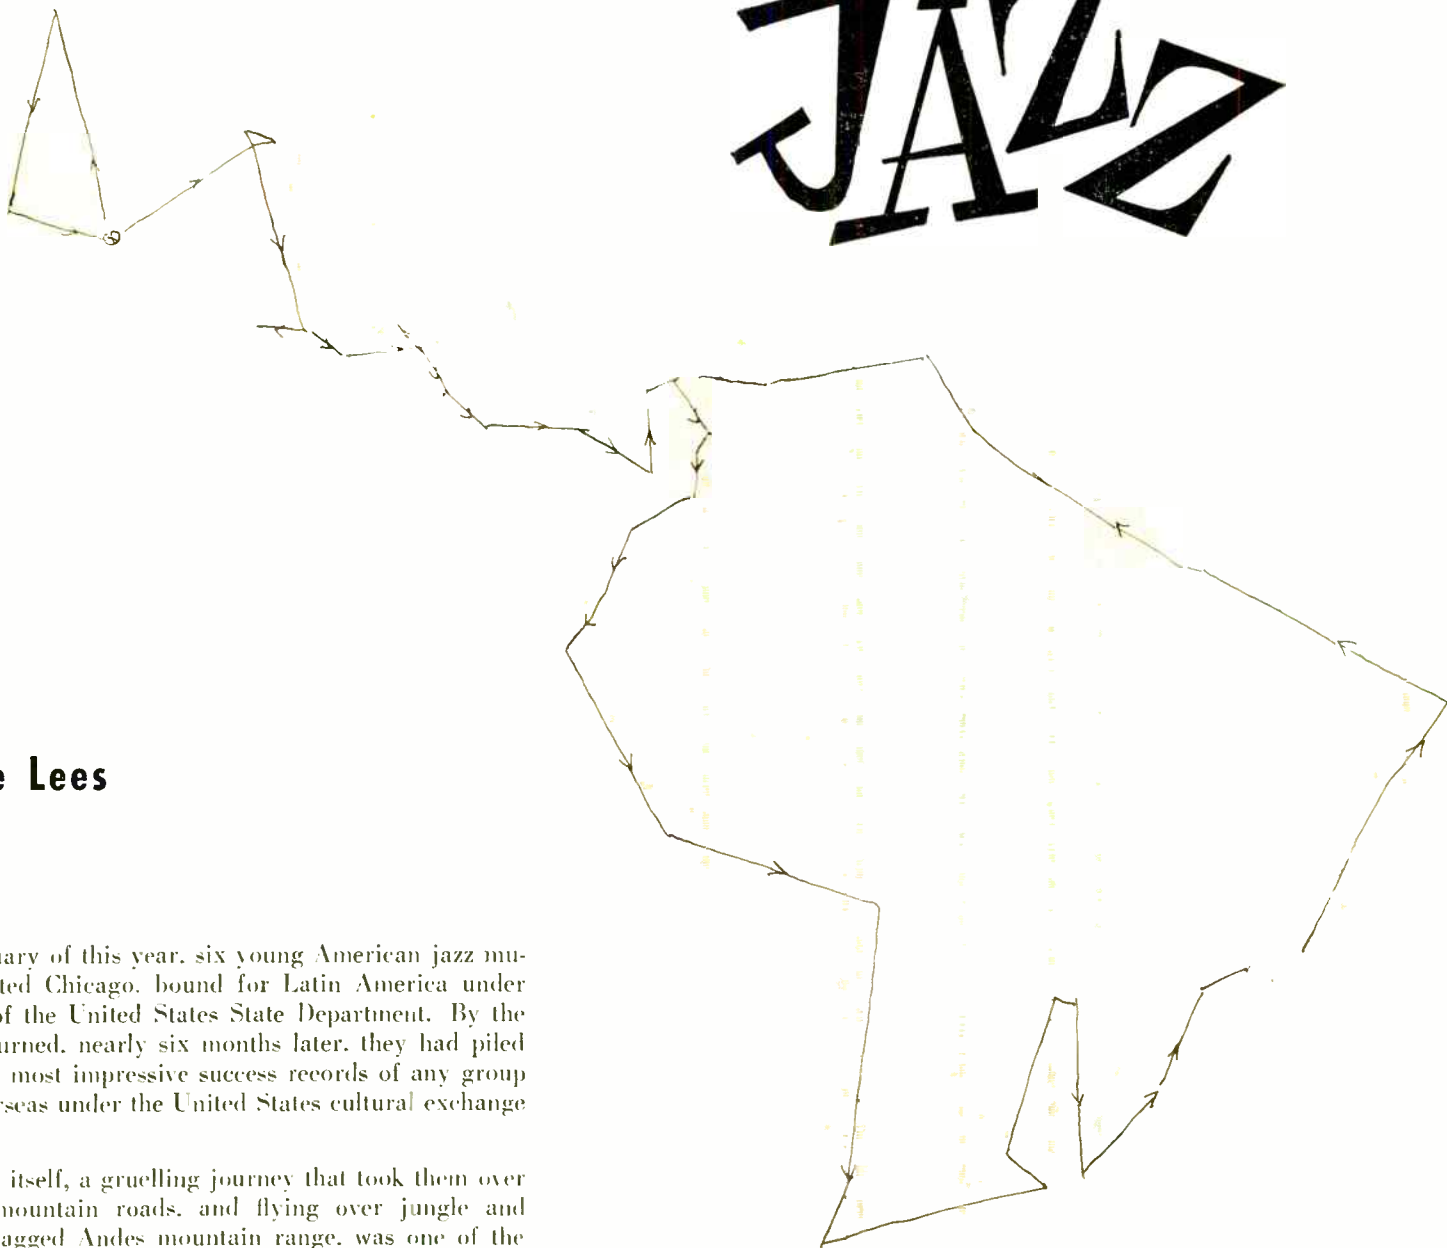 JAZZ
e Lees
uary of this year, six young American jazz mu-
ted Chicago, bound for Latin America under
of the United States State Department. By the
urned, nearly six months later, they had piled
most impressive success records of any group
rseas under the United States cultural exchange
itself, a gruelling journey that took them over
mountain roads, and flying over jungle and
agged Andes mountain range, was one of the